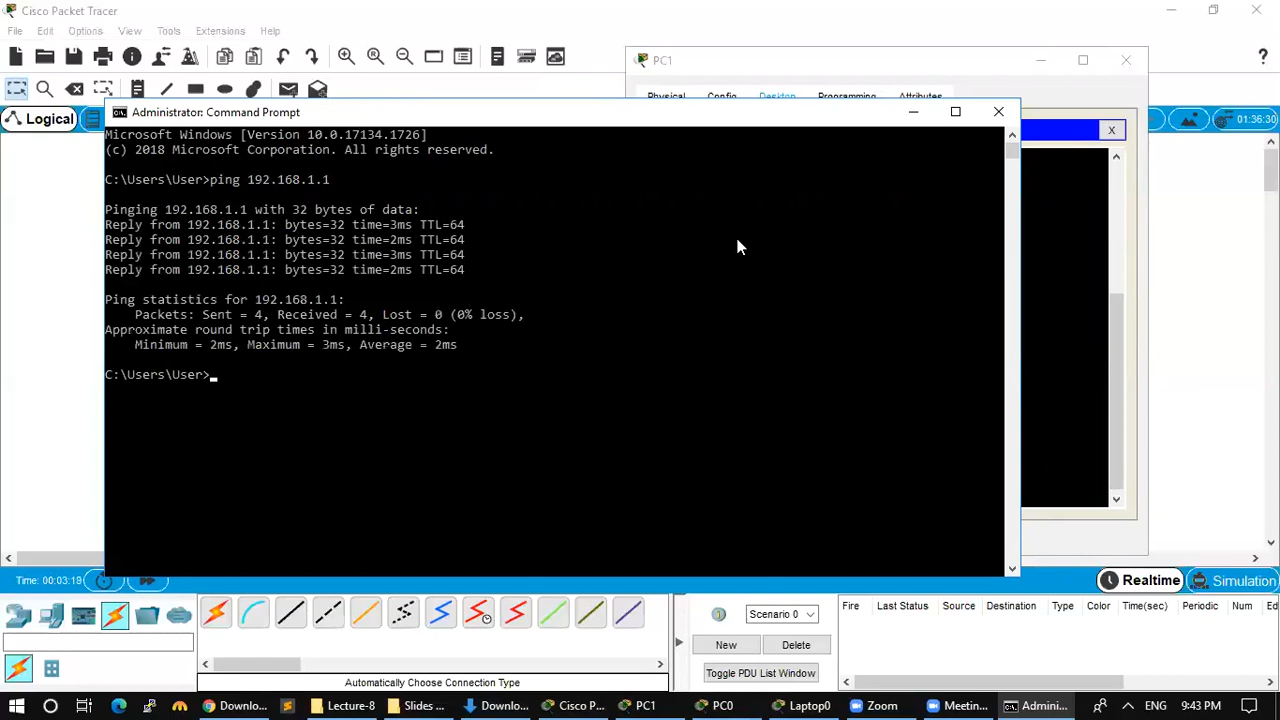 Cisco Packet Tracer
File Edit Options View Tools Extensions Help
PC1
Physical Config Desktop Programming Attributes
Logical
01:36:30
X
Administrator: Command Prompt
Microsoft Windows [Version 10.0.17134.1726]
(c) 2018 Microsoft Corporation. All rights reserved.
C:\Users\User>ping 192.168.1.1
Pinging 192.168.1.1 with 32 bytes of data:
Reply from 192.168.1.1: bytes=32 time=3ms TTL=64
Reply from 192.168.1.1: bytes=32 time=2ms TTL=64
Reply from 192.168.1.1: bytes=32 time=3ms TTL=64
Reply from 192.168.1.1: bytes=32 time=2ms TTL=64
Ping statistics for 192.168.1.1:
Packets: Sent = 4, Received = 4, Lost = 0 (0% loss),
Approximate round trip times in milli-seconds:
Minimum = 2ms, Maximum = 3ms, Average = 2ms
C:\Users\User>
Time: 00:03:19
Realtime Simulation
Scenario 0
New Delete
Toggle PDU List Window
Fire Last Status Source Destination Type Color Time(sec) Periodic Num Ed
Automatically Choose Connection Type
Downlo... Lecture-8 Slides ... Downlo... Cisco P... PC1 PC0 Laptop0 Zoom Meetin... Admini... 9:43 PM